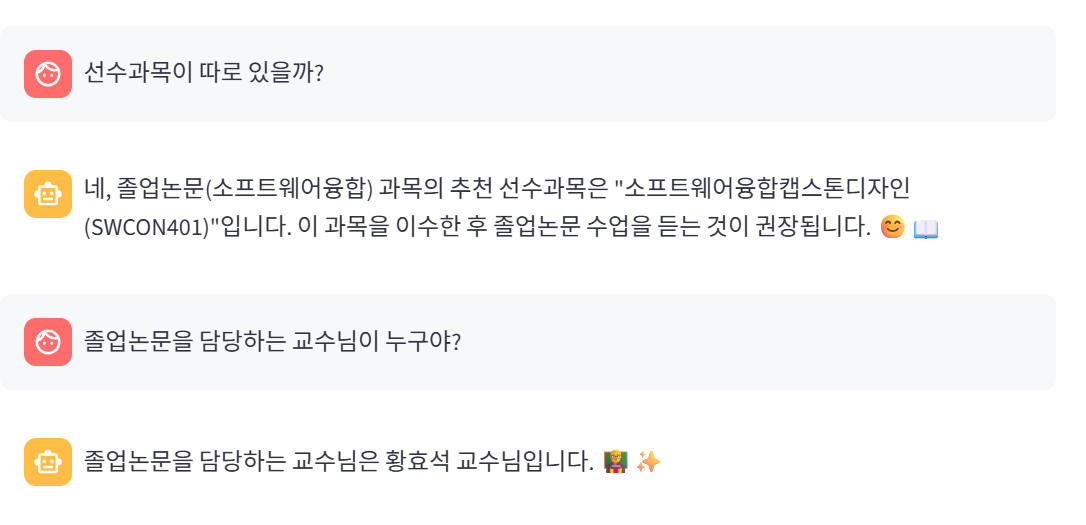 선수과목이 따로 있을까?
네, 졸업논문(소프트웨어융합) 과목의 추천 선수과목은 "소프트웨어융합캡스톤디자인
(SWCON401)"입니다. 이 과목을 이수한 후 졸업논문 수업을 듣는 것이 권장됩니다. 😊 📖
졸업논문을 담당하는 교수님이 누구야?
졸업논문을 담당하는 교수님은 황효석 교수님입니다. 👩‍🏫 ✨